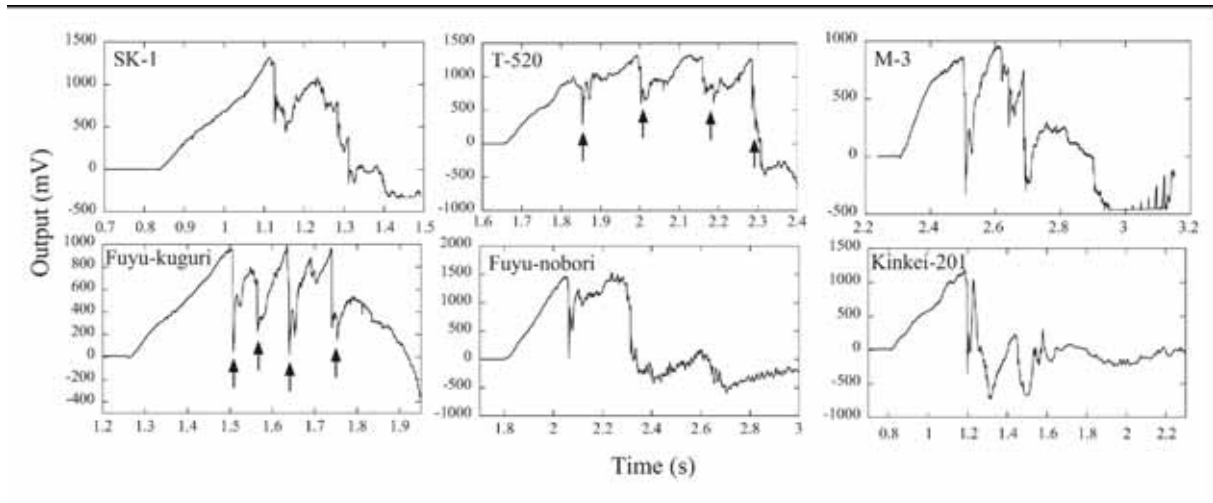 SK-1
1500
1000
500
0
-500
0.7 0.8 0.9 1.0 1.1 1.2 1.3 1.4 1.5
T-520
1500
1000
500
0
-500
-1000
1.6 1.7 1.8 1.9 2 2.1 2.2 2.3 2.4
M-3
1000
500
0
-500
2.2 2.4 2.6 2.8 3 3.2
Output (mV)
Fuyu-kuguri
1000
800
600
400
200
0
-200
-400
1.2 1.3 1.4 1.5 1.6 1.7 1.8 1.9
Fuyu-nobori
2000
1500
1000
500
0
-500
-1000
1.8 2 2.2 2.4 2.6 2.8 3
Kinkei-201
1500
1000
500
0
-500
-1000
0.8 1 1.2 1.4 1.6 1.8 2 2.2
Time (s)